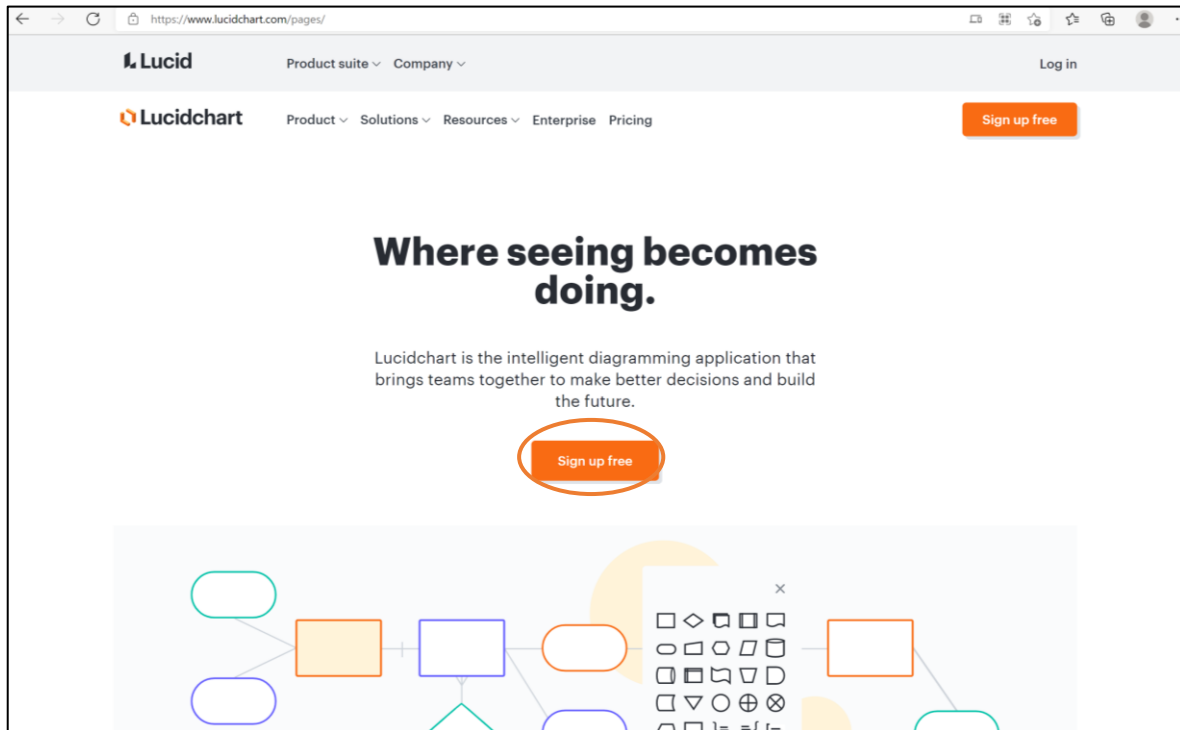 https://www.lucidchart.com/pages/
Lucid
Product suite
Company
Log in
Lucidchart
Product
Solutions
Resources
Enterprise
Pricing
Sign up free
Where seeing becomes
doing.
Lucidchart is the intelligent diagramming application that
brings teams together to make better decisions and build
the future.
Sign up free